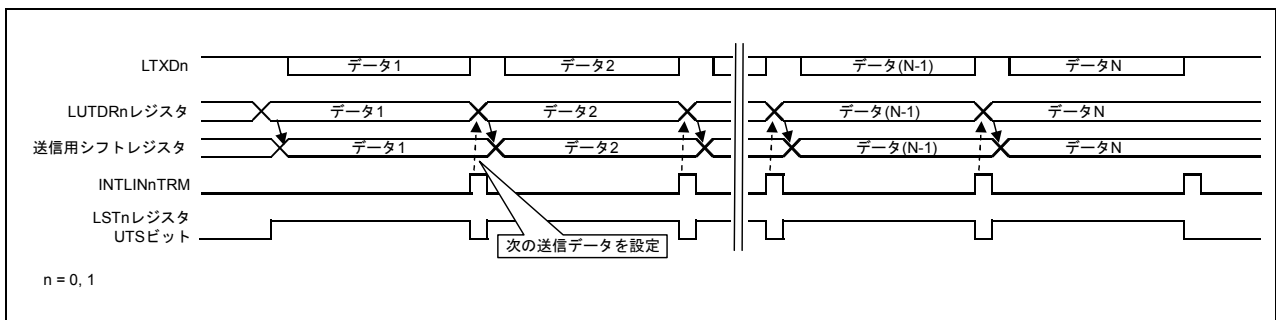 LTXDn
データ1
データ2
データ(N-1)
データN
LUTDRnレジスタ
データ1
データ2
データ(N-1)
データN
送信用シフトレジスタ
データ1
データ2
データ(N-1)
データN
INTLINnTRM
LSTnレジスタ
UTSビット
次の送信データを設定
n = 0, 1